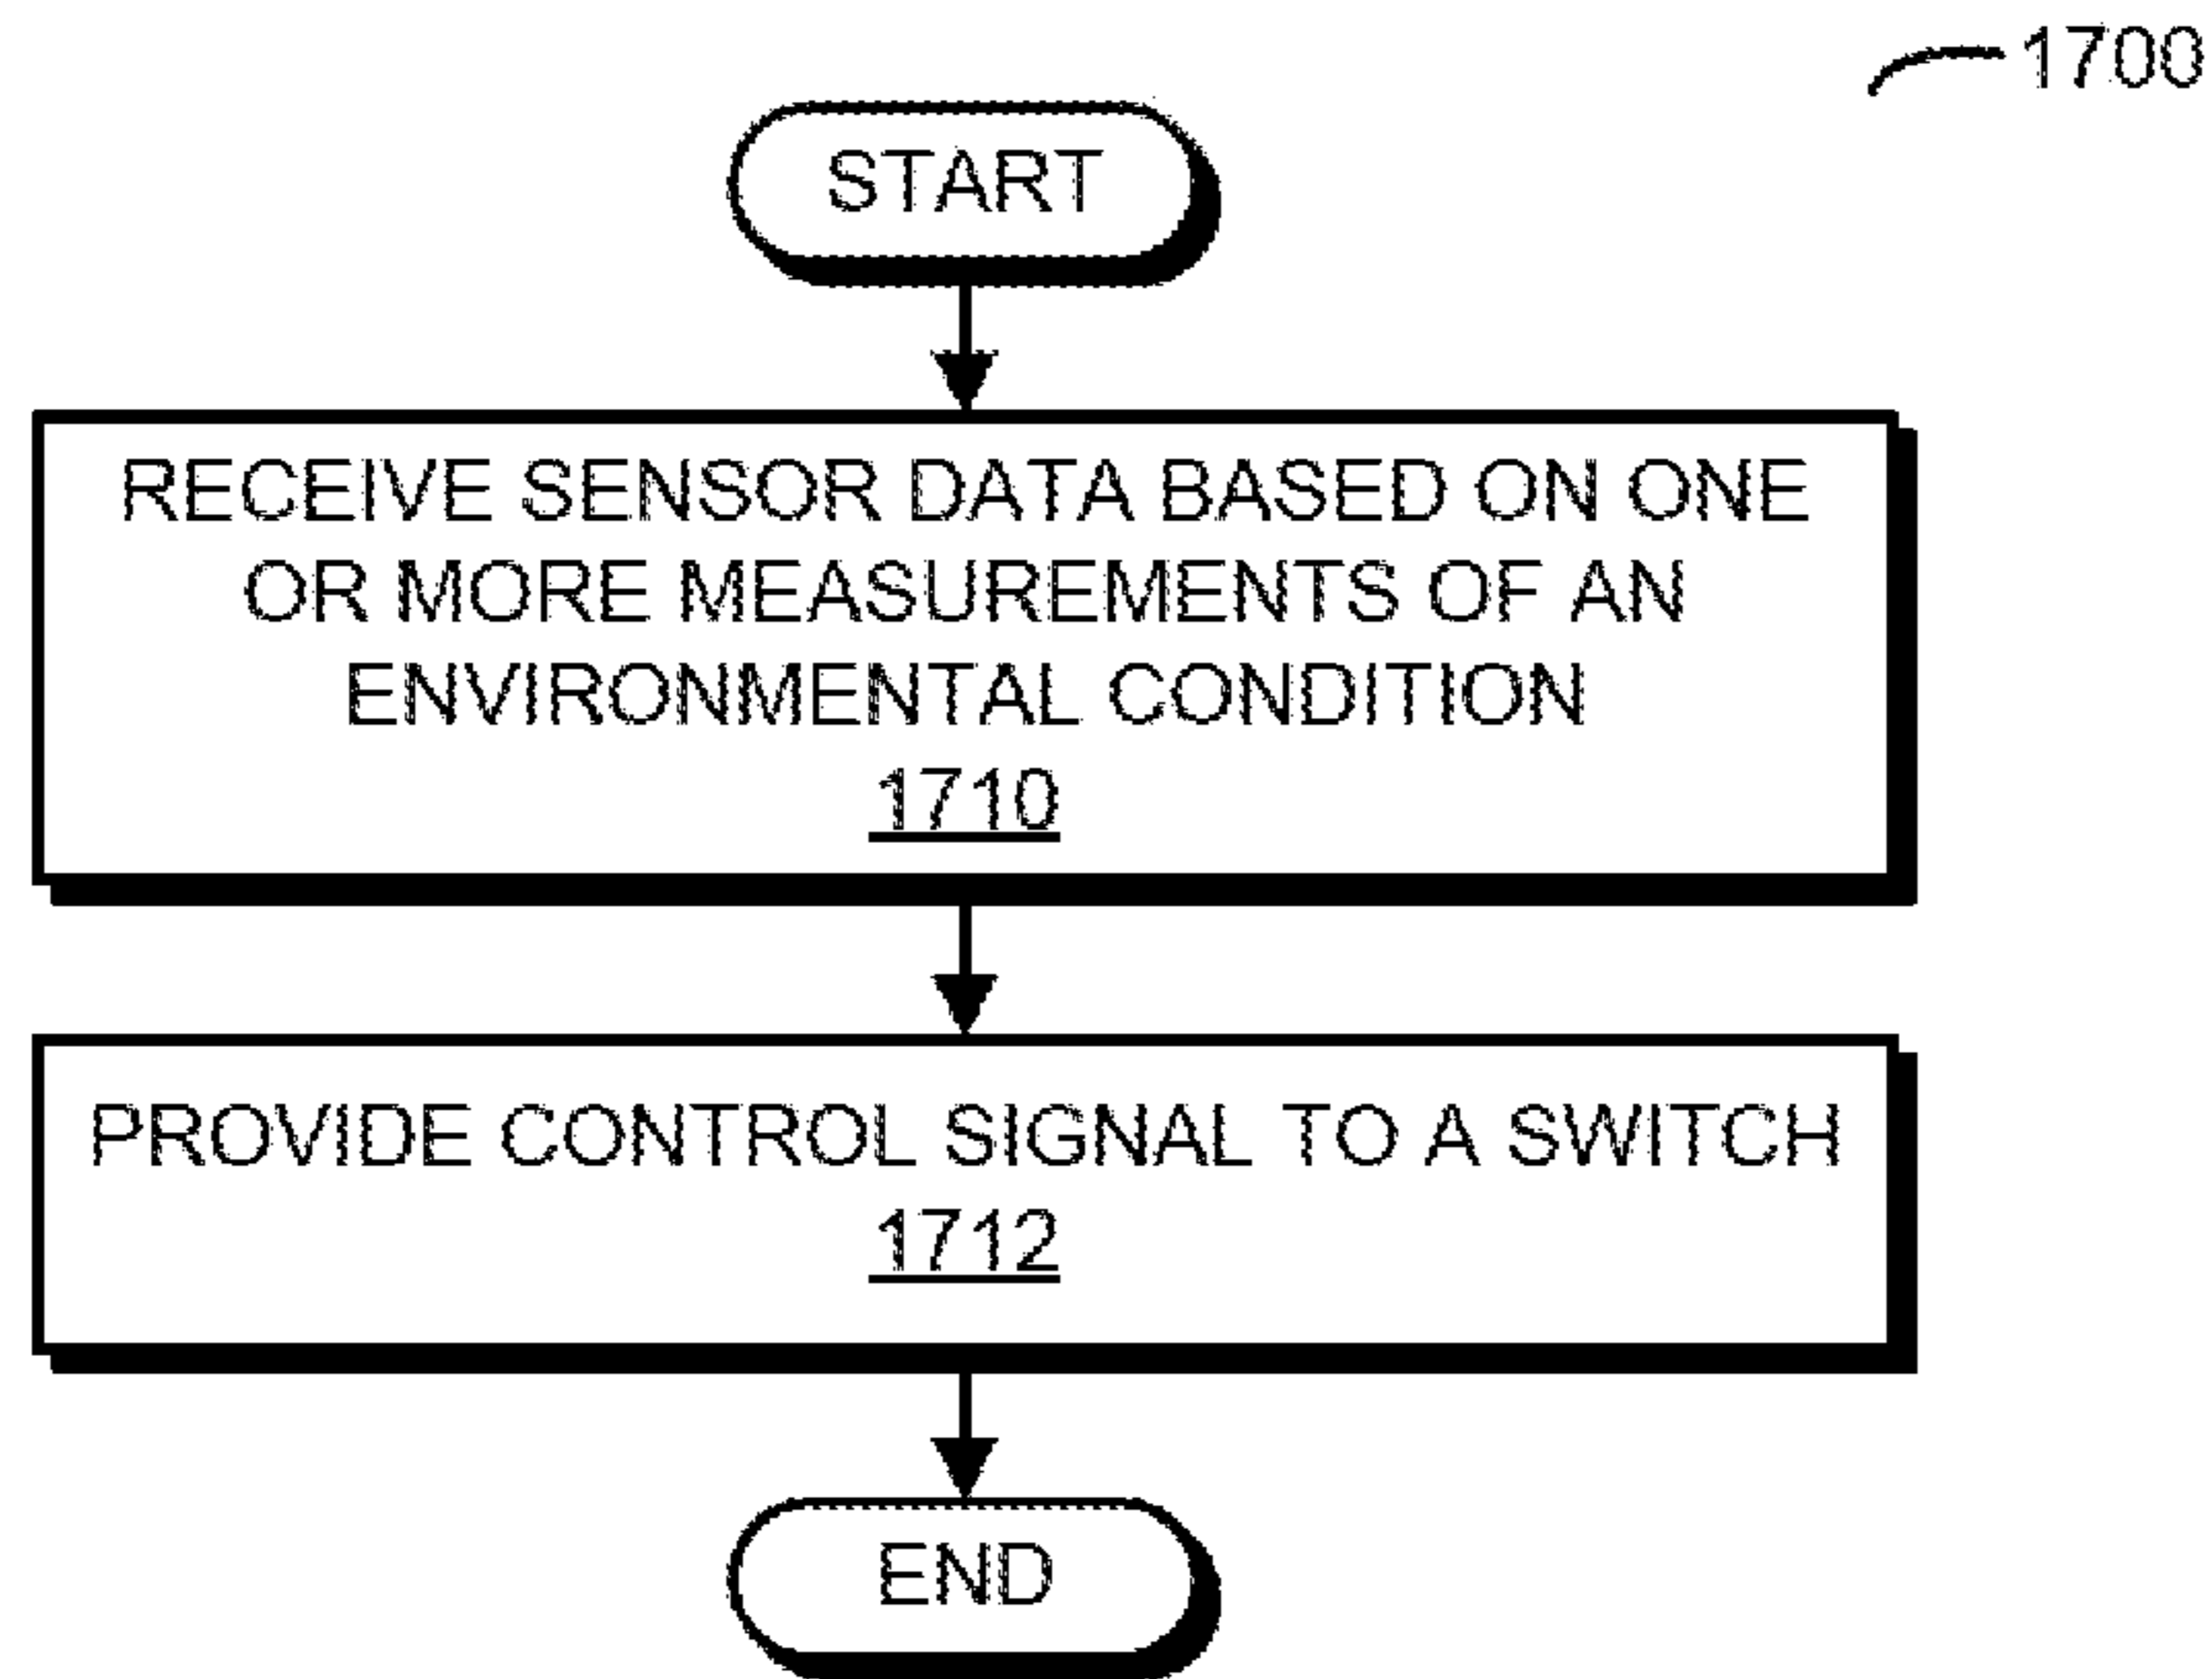 1700
START
RECEIVE SENSOR DATA BASED ON ONE
OR MORE MEASUREMENTS OF AN
ENVIRONMENTAL CONDITION
1710
PROVIDE CONTROL SIGNAL TO A SWITCH
1712
END